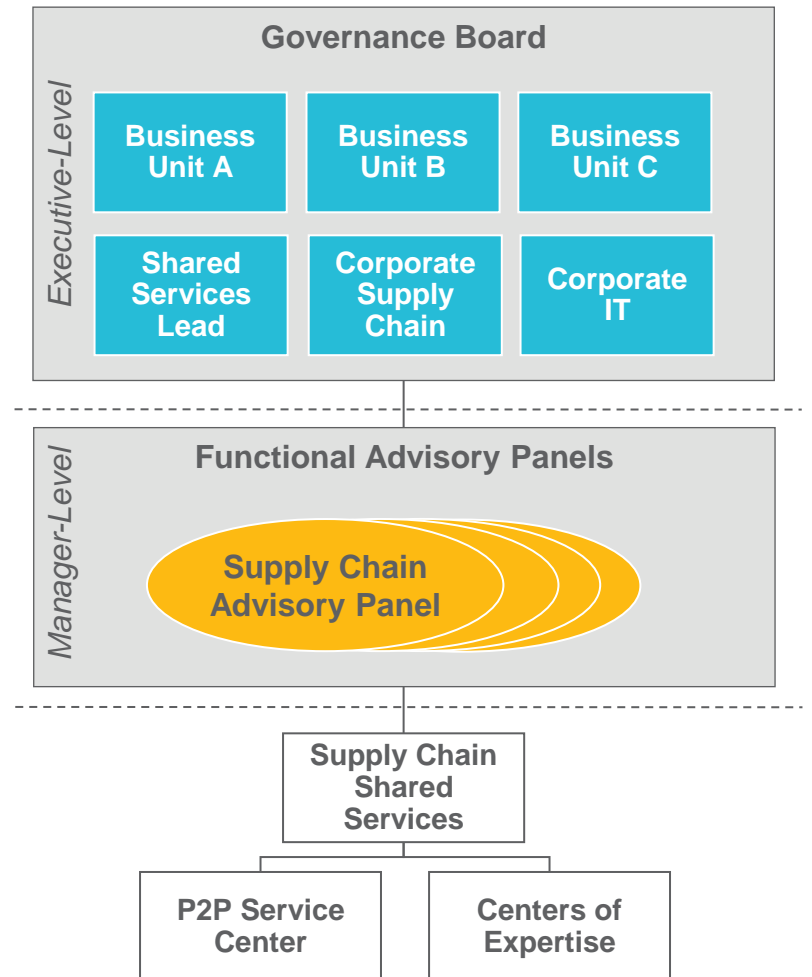 Governance Board
Executive-Level
Business
Unit A
Business
Unit B
Business
Unit C
Shared
Services
Lead
Corporate
Supply
Chain
Corporate
IT
Manager-Level
Functional Advisory Panels
Supply Chain
Advisory Panel
Supply Chain
Shared
Services
P2P Service
Center
Centers of
Expertise